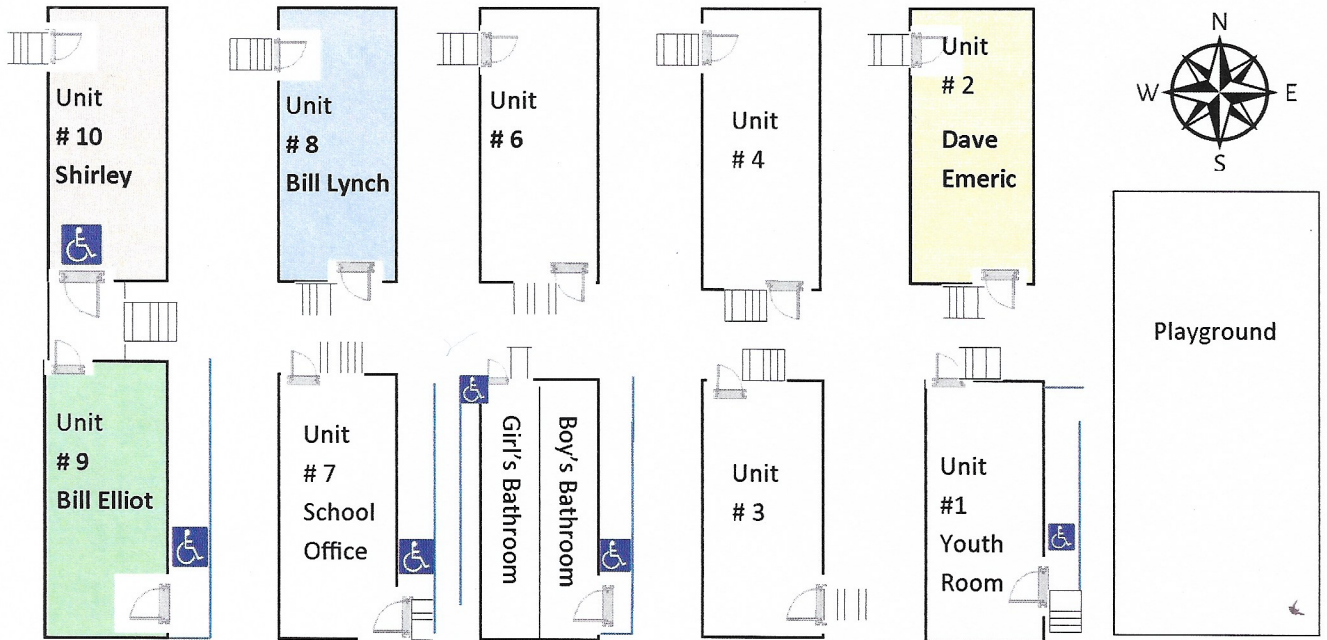 Unit
# 10
Shirley
Unit
# 8
Bill Lynch
Unit
# 6
Unit
# 4
Unit
# 2
Dave
Emeric
N
W
E
S
Unit
# 9
Bill Elliot
Unit
# 7
School
Office
Girl's Bathroom
Boy's Bathroom
Unit
# 3
Unit
#1
Youth
Room
Playground